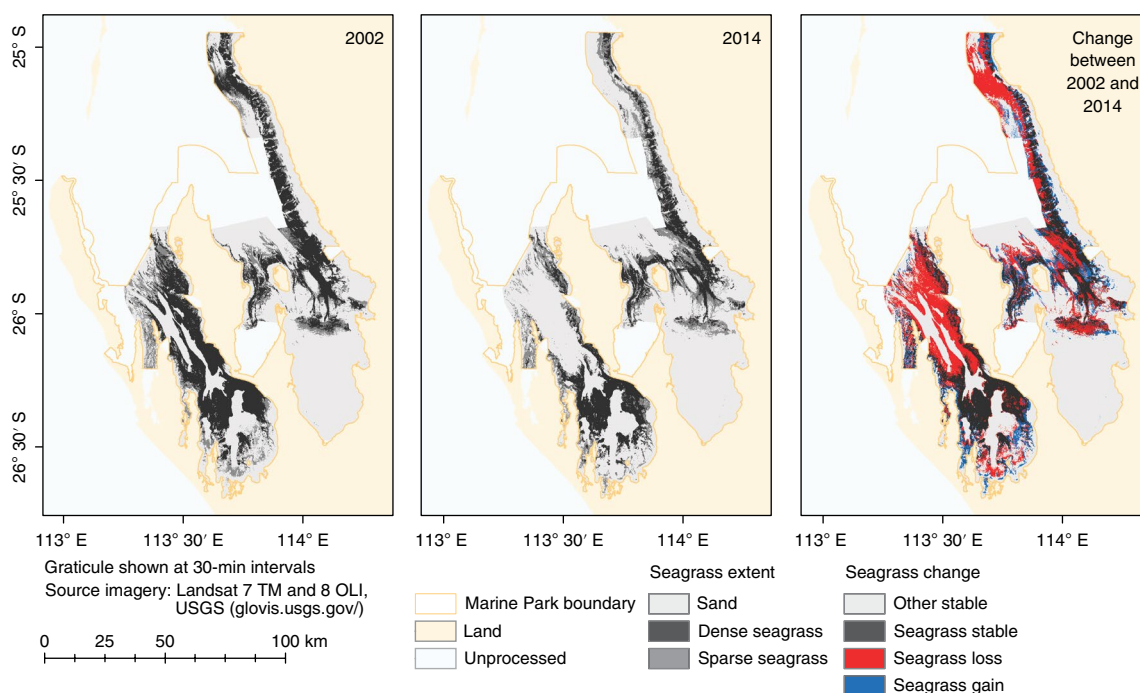 2002
2014
Change
between
2002 and
2014
25° S
25° 30′ S
26° S
26° 30′ S
113° E
113° 30′ E
114° E
113° E
113° 30′ E
114° E
113° E
113° 30′ E
114° E
Graticule shown at 30-min intervals
Source imagery: Landsat 7 TM and 8 OLI,
USGS (glovis.usgs.gov/)
0 25 50 100 km
Marine Park boundary
Land
Unprocessed
Seagrass extent
Sand
Dense seagrass
Sparse seagrass
Seagrass change
Other stable
Seagrass stable
Seagrass loss
Seagrass gain